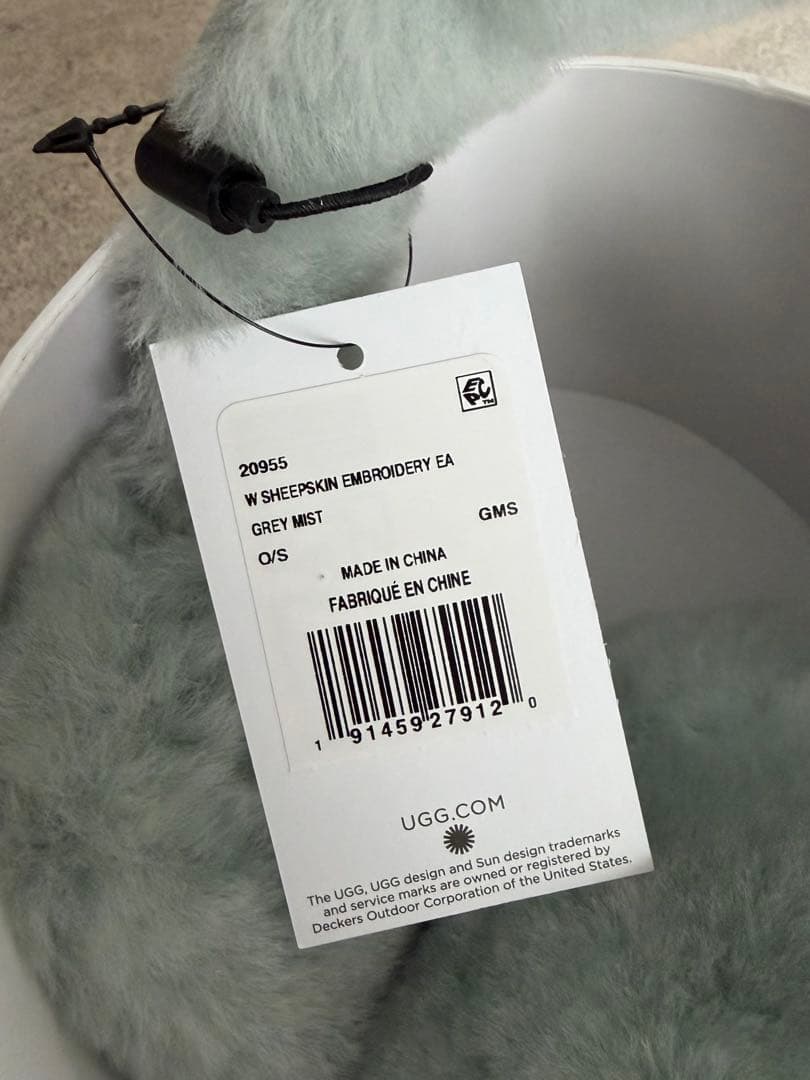 EPC™
20955
W SHEEPSKIN EMBROIDERY EA
GREY MIST
GMS
O/S
MADE IN CHINA
FABRIQUÉ EN CHINE
1 91459 27912 0
UGG.COM
The UGG, UGG design and Sun design trademarks
and service marks are owned or registered by
Deckers Outdoor Corporation of the United States.